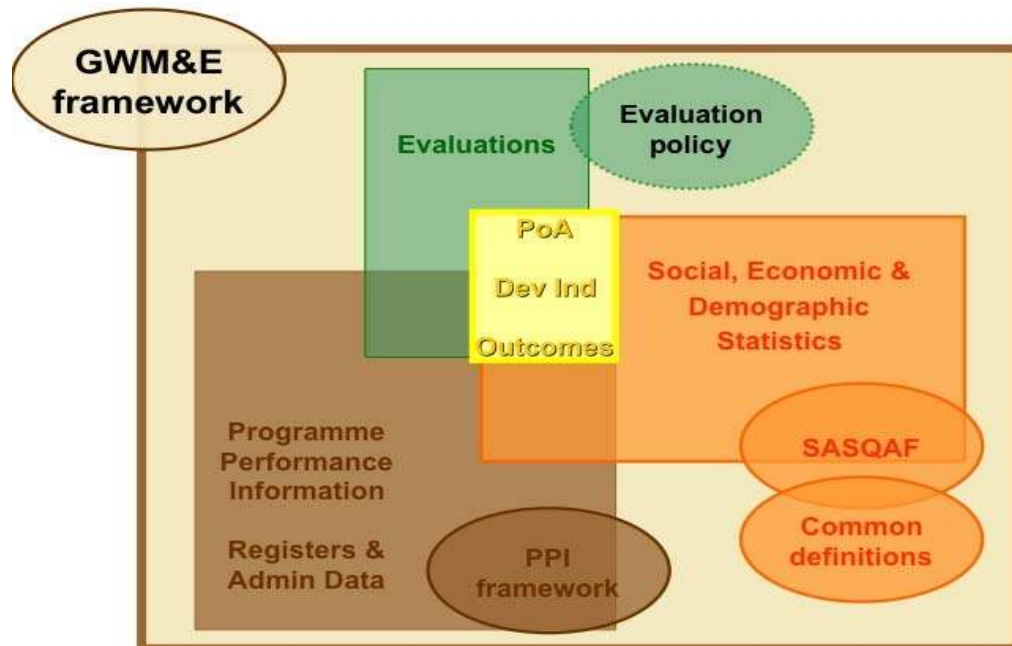 GWM&E
framework
Evaluations
Evaluation
policy
PoA
Dev Ind
Outcomes
Social, Economic &
Demographic
Statistics
Programme
Performance
Information
Registers &
Admin Data
PPI
framework
SASQAF
Common
definitions